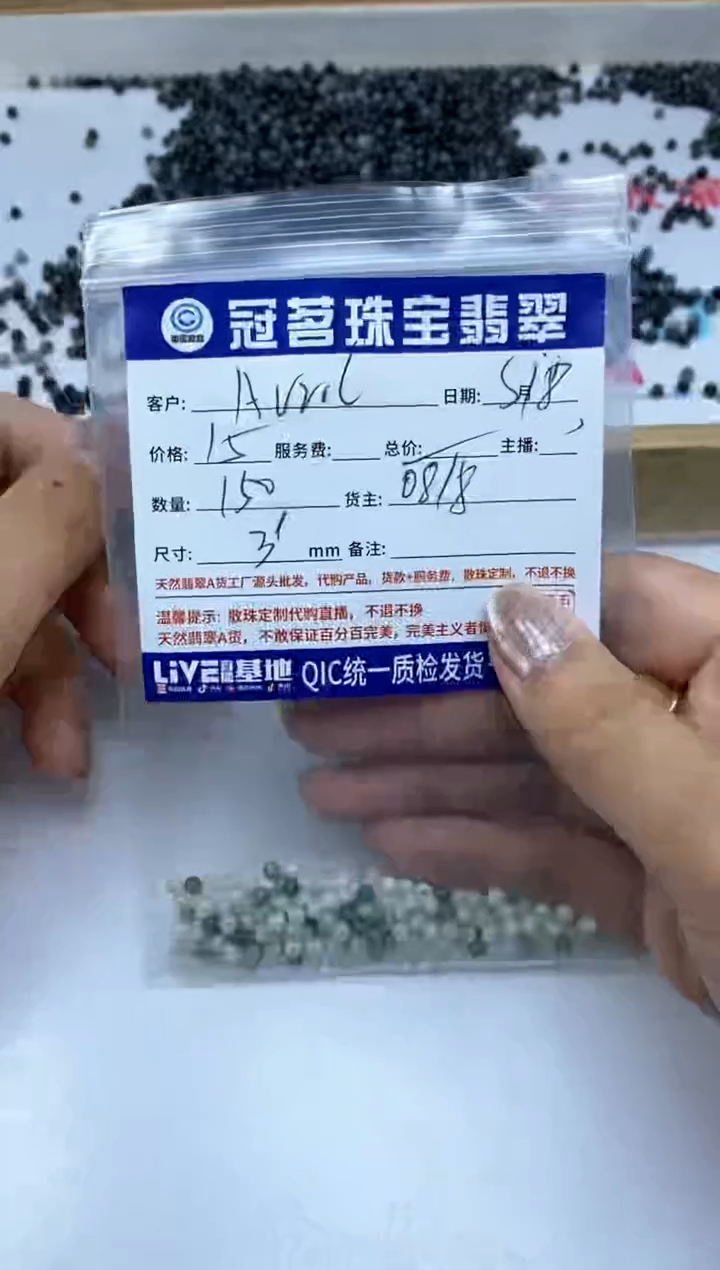 冠茗珠宝翡翠
客户: Avril 日期: 5月18
价格: 15 服务费: 总价: 主播:
数量: 150 货主: 08/8
尺寸: 3 mm 备注:
天然翡翠A货工厂源头批发，代购产品，货款+服务费，散珠定制，不退不换
温馨提示: 散珠定制代购直播，不退不换
天然翡翠A货，不敢保证百分百完美，完美主义者
LIVE 基地 QIC统一质检发货